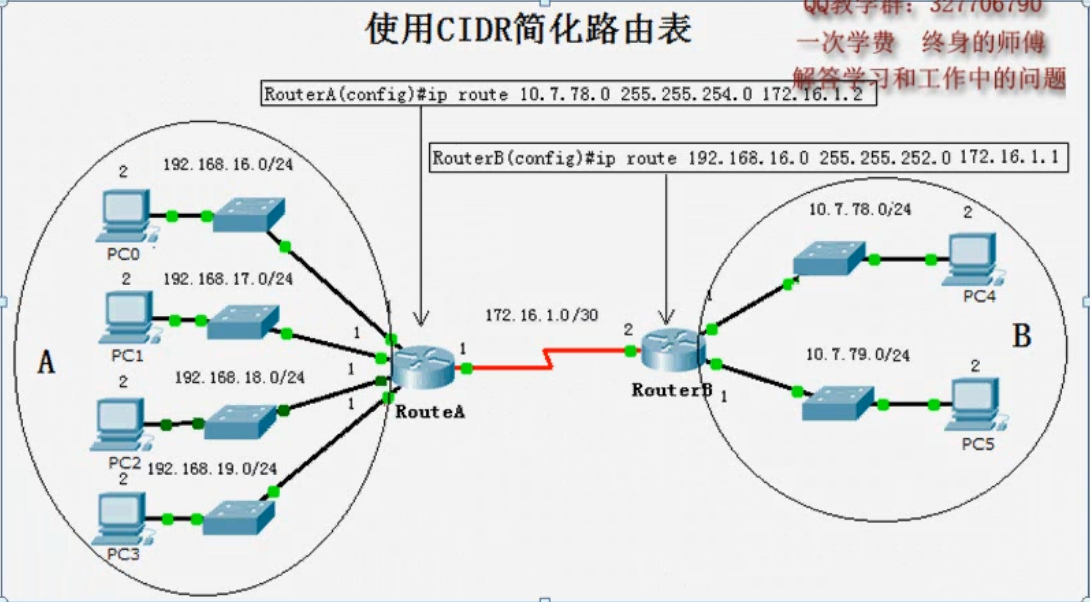 使用CIDR简化路由表
QQ教学群：327706790
一次学费 终身的师傅
解答学习和工作中的问题
RouterA(config)#ip route 10.7.78.0 255.255.254.0 172.16.1.2
RouterB(config)#ip route 192.168.16.0 255.255.252.0 172.16.1.1
2
192.168.16.0/24
PC0
2
192.168.17.0/24
PC1
2
192.168.18.0/24
PC2
2
192.168.19.0/24
PC3
A
1
1
1
1
RouteA
1
172.16.1.0/30
2
RouterB
1
1
10.7.78.0/24
2
PC4
10.7.79.0/24
2
PC5
B